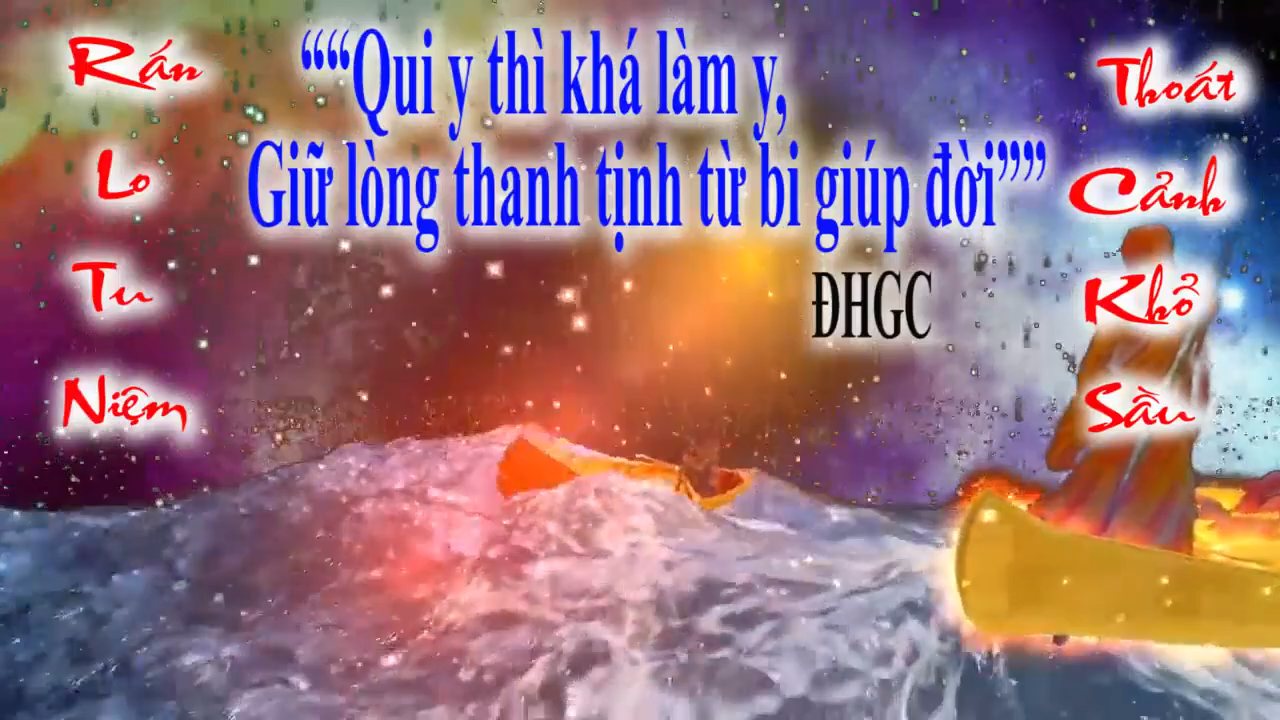 ““Qui y thì khá làm y,
Giữ lòng thanh tịnh từ bi giúp đời””
ĐHGC
Rán
Lo
Tu
Niệm
Thoát
Cảnh
Khổ
Sầu